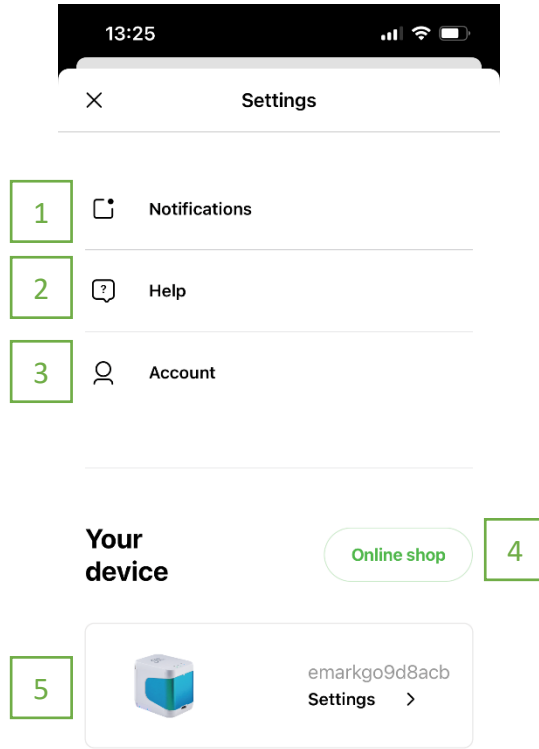 13:25
Settings
1
Notifications
2
?
Help
3
Account
Your
device
Online shop
4
5
emarkgo9d8acb
Settings